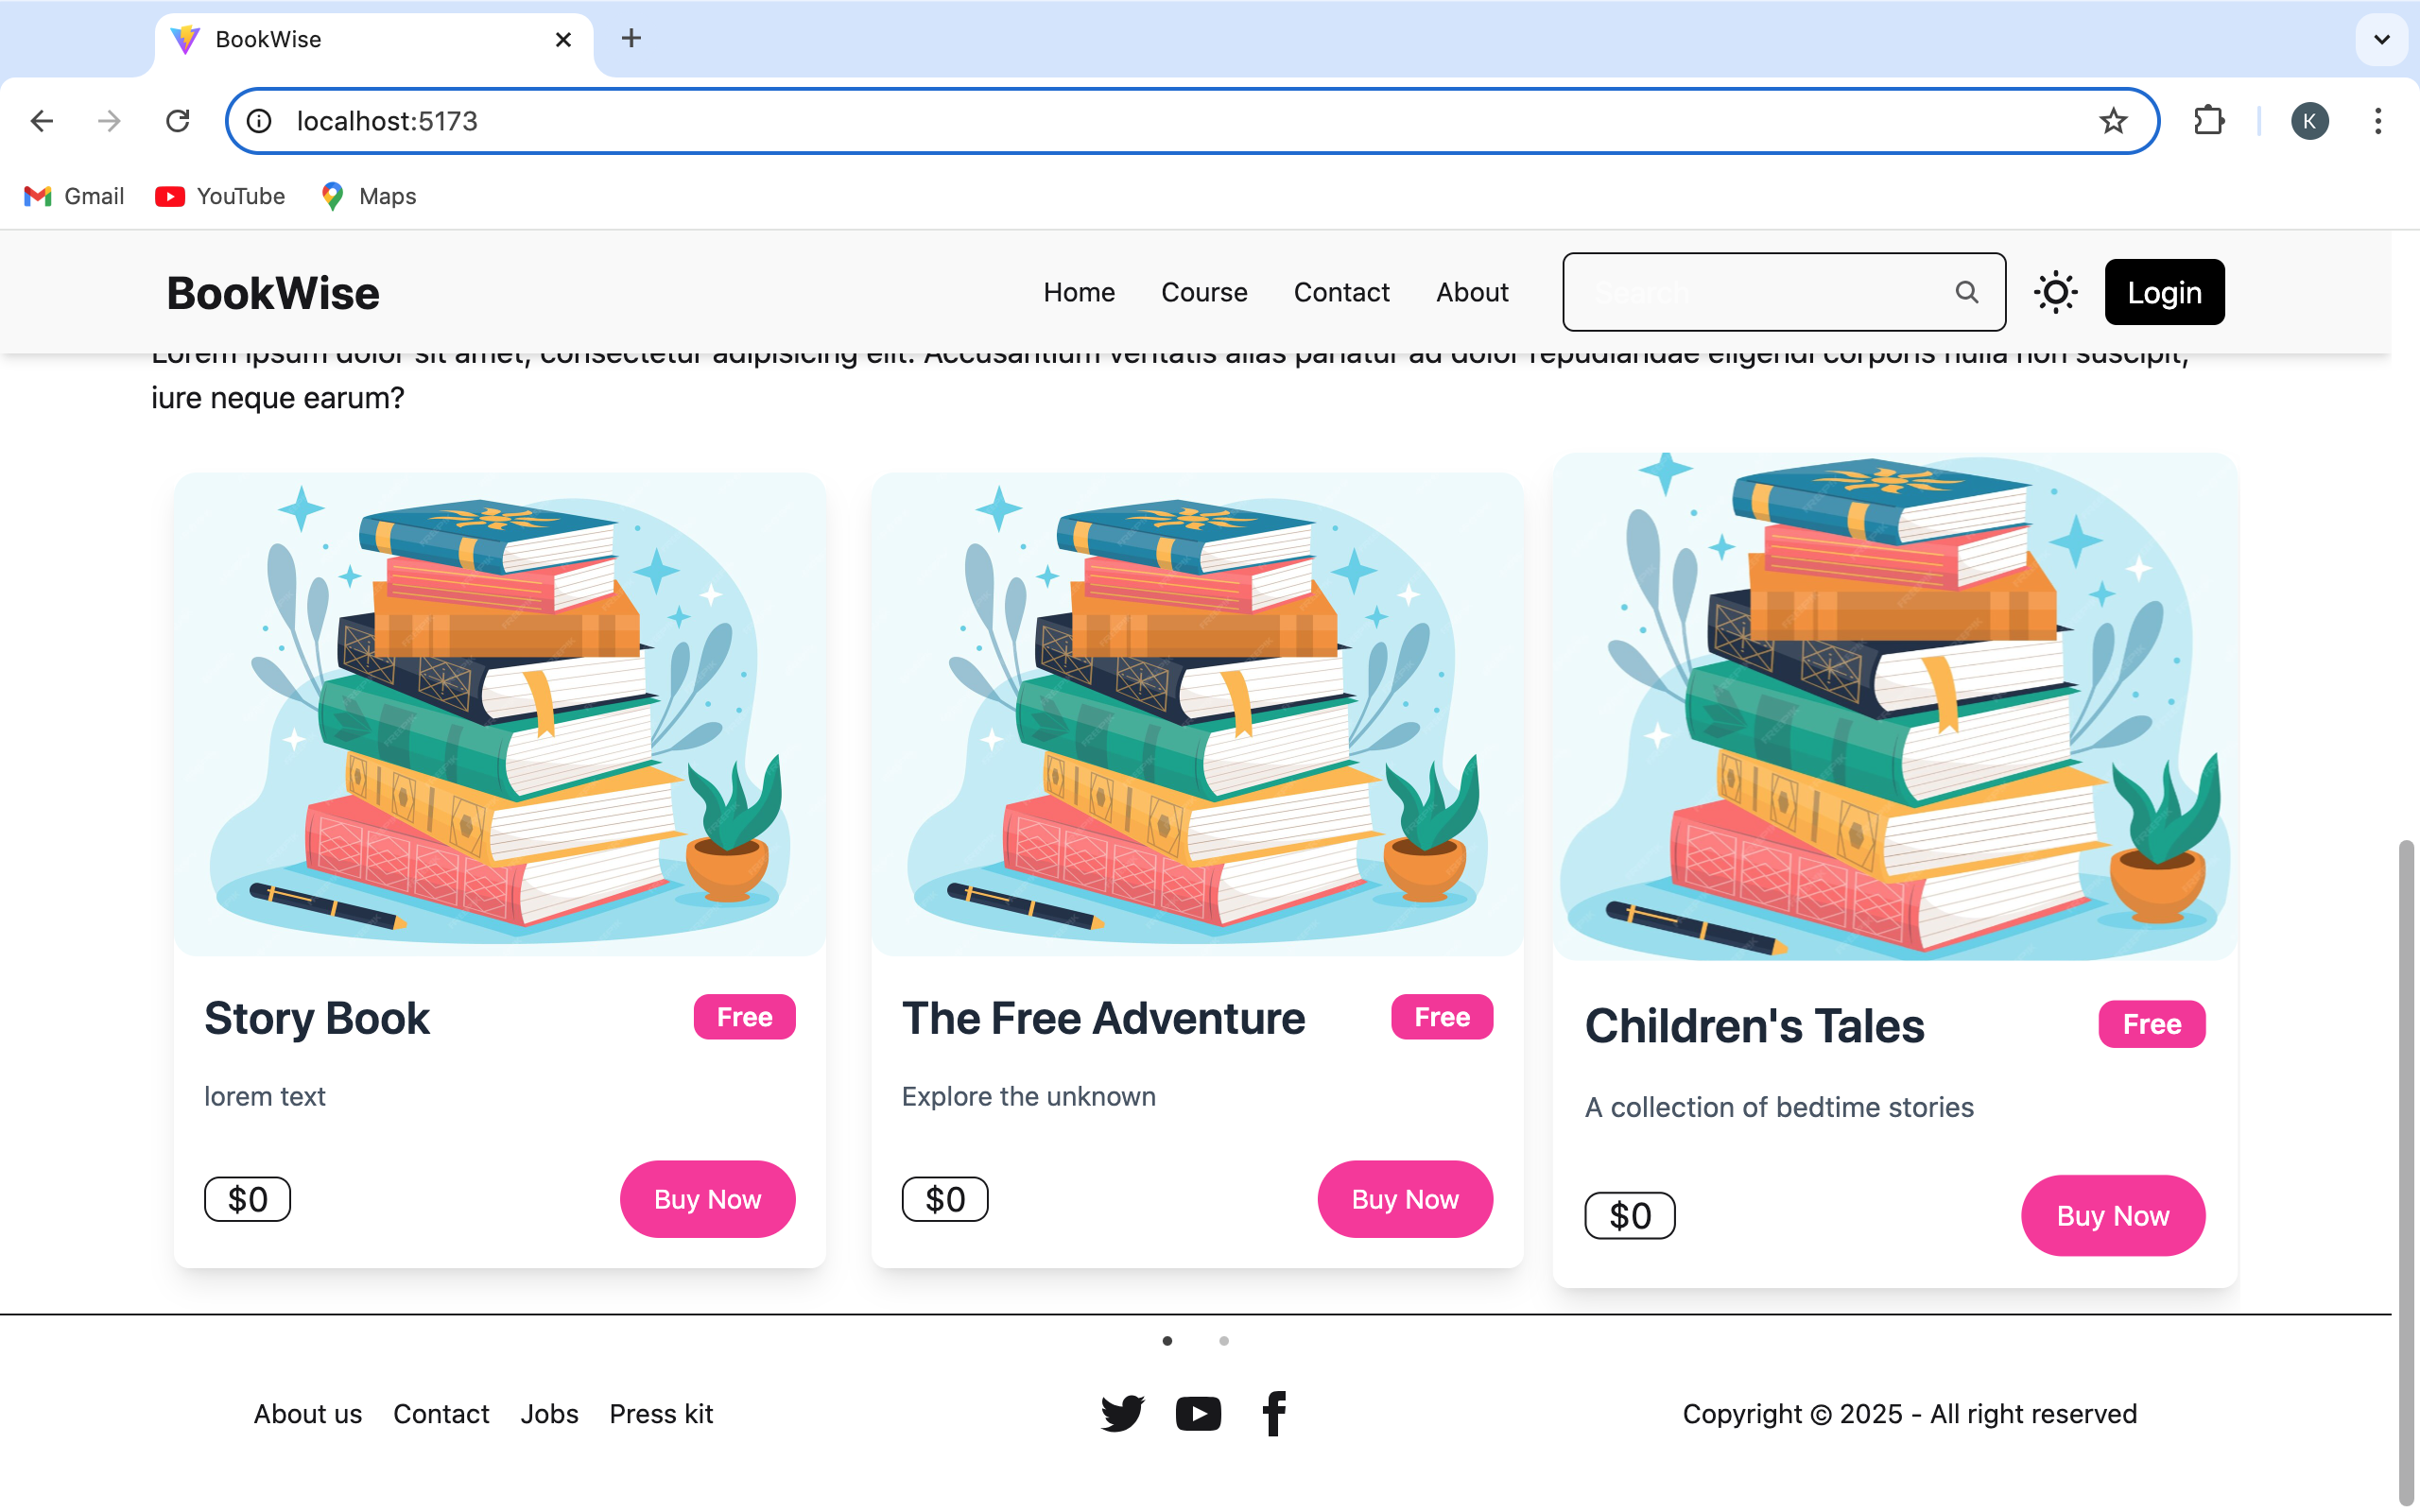 BookWise
localhost:5173
K
Gmail YouTube Maps
BookWise
Home Course Contact About Search Login
Lorem ipsum dolor sit amet, consectetur adipisicing elit. Accusantium veritatis alias pariatur ad dolor repudiandae eligendi corporis nulla non suscipit,
iure neque earum?
Story Book Free
lorem text
$0 Buy Now
The Free Adventure Free
Explore the unknown
$0 Buy Now
Children's Tales Free
A collection of bedtime stories
$0 Buy Now
About us Contact Jobs Press kit
Copyright © 2025 - All right reserved